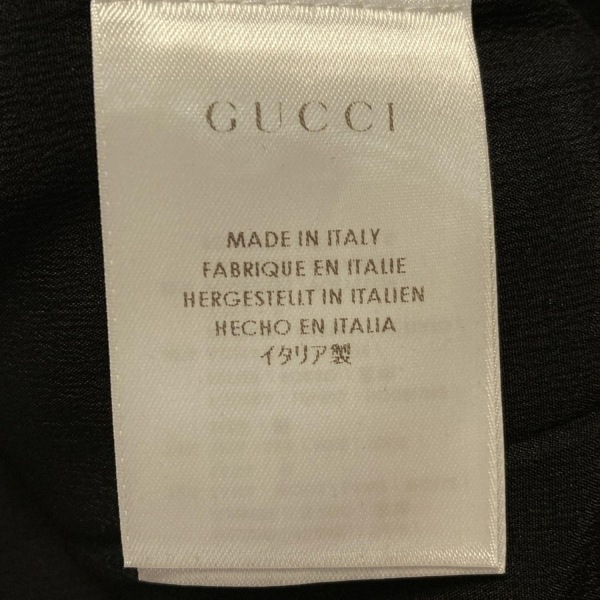 GUCCI
MADE IN ITALY
FABRIQUE EN ITALIE
HERGESTELLT IN ITALIEN
HECHO EN ITALIA
イタリア製